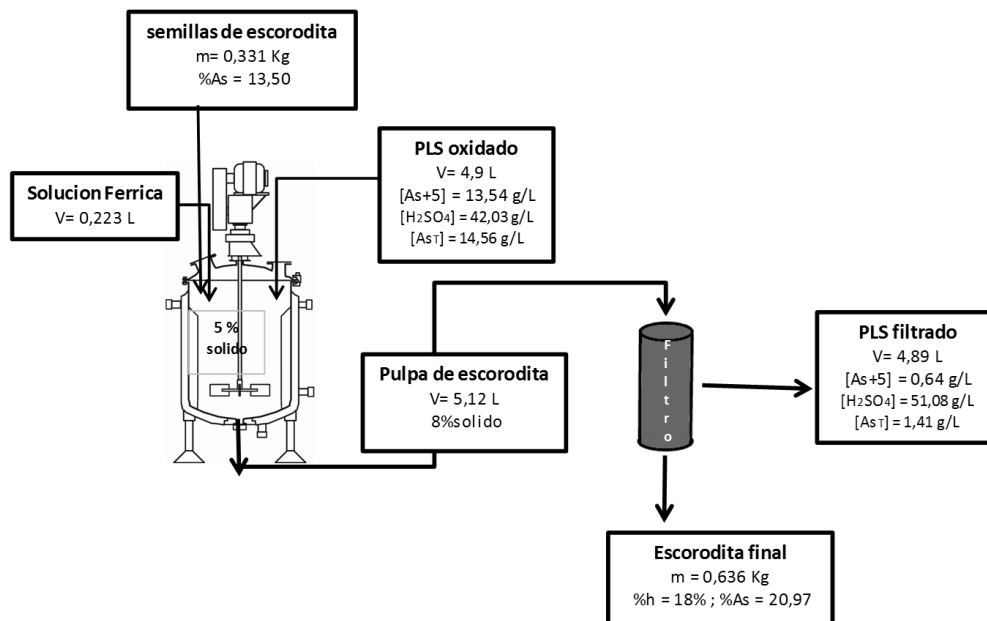 semillas de escorodita
m= 0,331 Kg
%As = 13,50
Solucion Ferrica
V= 0,223 L
PLS oxidado
V= 4,9 L
[As+5] = 13,54 g/L
[H2SO4] = 42,03 g/L
[AsT] = 14,56 g/L
5 %
solido
Pulpa de escorodita
V= 5,12 L
8%solido
Filtro
PLS filtrado
V= 4,89 L
[As+5] = 0,64 g/L
[H2SO4] = 51,08 g/L
[AsT] = 1,41 g/L
Escorodita final
m = 0,636 Kg
%h = 18% ; %As = 20,97